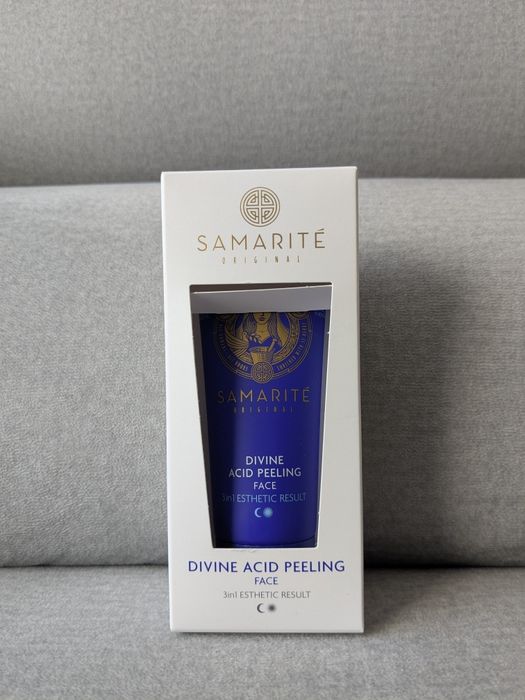 SAMARITÉ
ORIGINAL
SAMARITÉ
ORIGINAL
DIVINE
ACID PEELING
FACE
3in1 ESTHETIC RESULT
DIVINE ACID PEELING
FACE
3in1 ESTHETIC RESULT